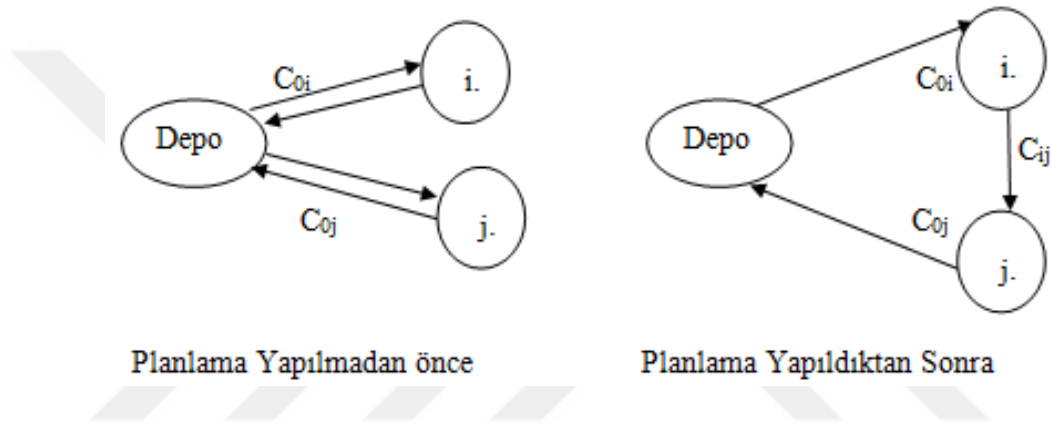 C0i
i.
Depo
C0j
j.
Planlama Yapılmadan önce
i.
C0i
Depo
Cij
C0j
j.
Planlama Yapıldıktan Sonra